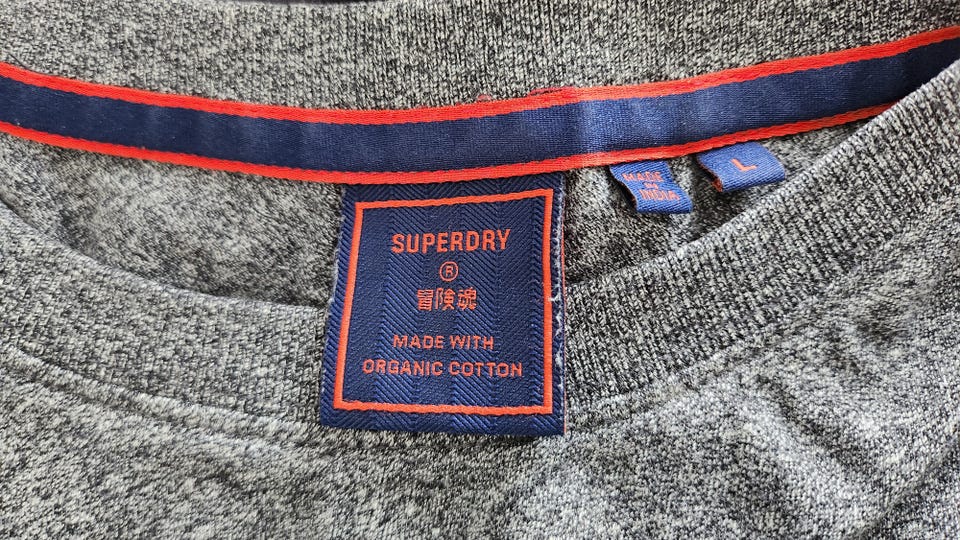 SUPERDRY
®
冒険魂
MADE WITH
ORGANIC COTTON
MADE
IN
INDIA
L